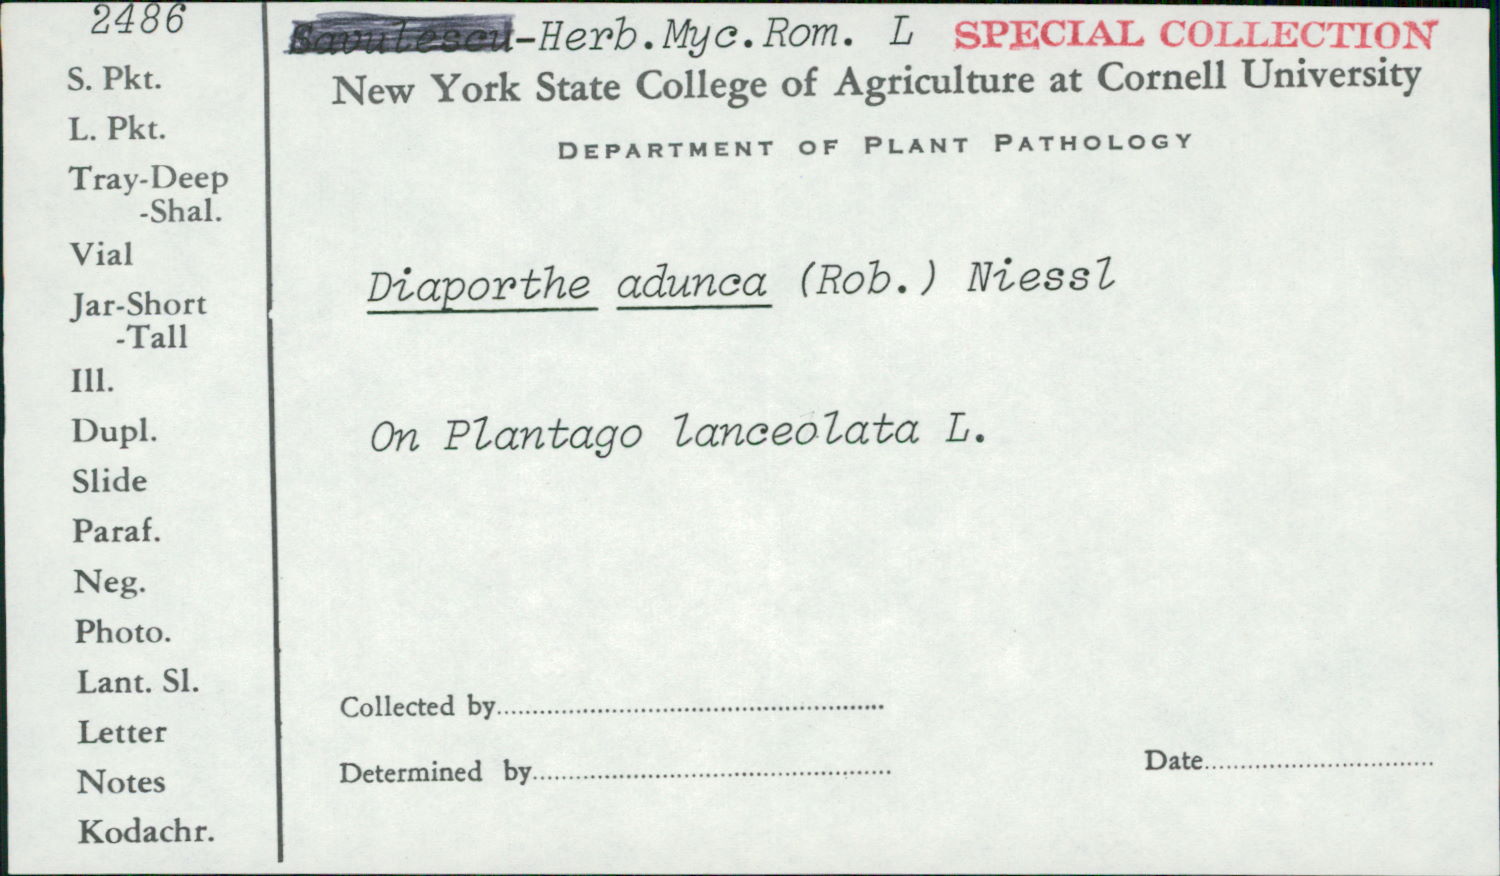 2486
S. Pkt.
L. Pkt.
Tray-Deep
-Shal.
Vial
Jar-Short
-Tall
Ill.
Dupl.
Slide
Paraf.
Neg.
Photo.
Lant. Sl.
Letter
Notes
Kodachr.
Savulescu-Herb.Myc.Rom. L SPECIAL COLLECTION
New York State College of Agriculture at Cornell University
DEPARTMENT OF PLANT PATHOLOGY
Diaporthe adunca (Rob.) Niessl
On Plantago lanceolata L.
Collected by
Determined by
Date